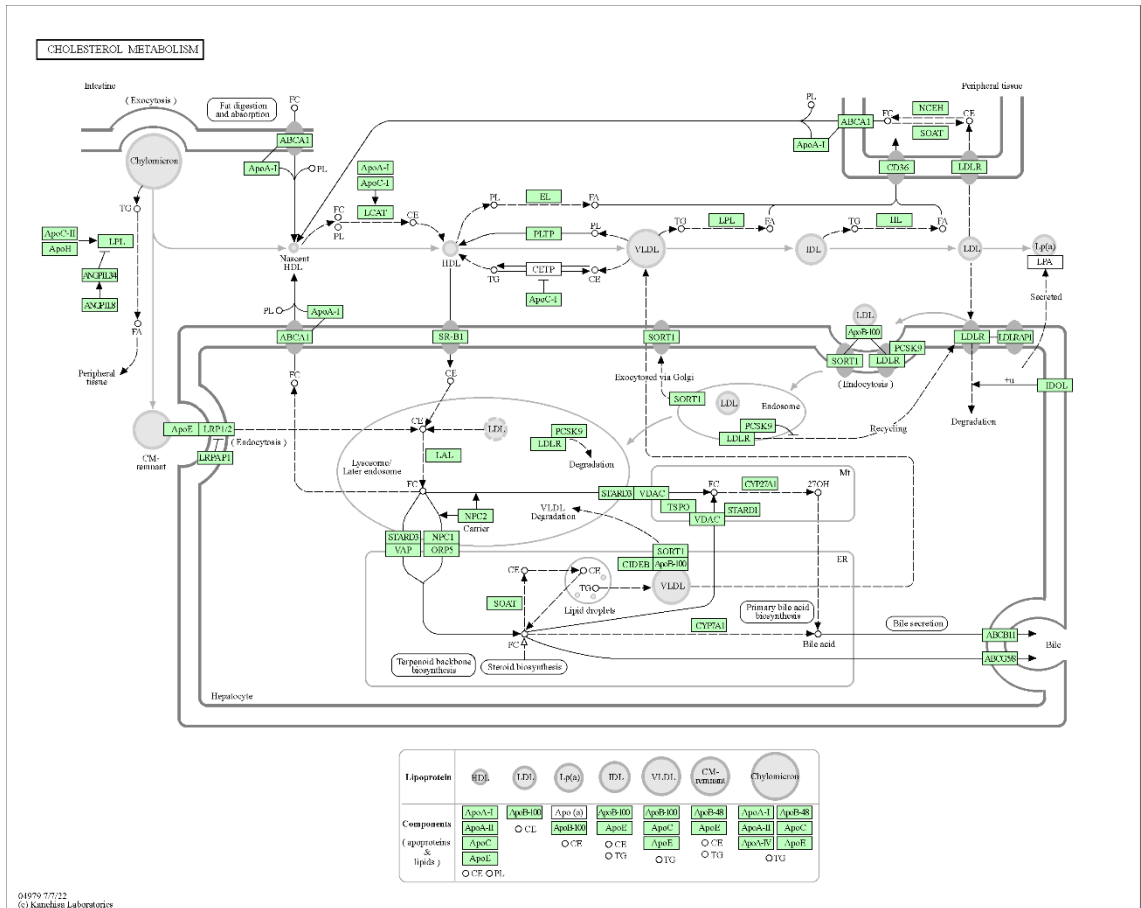 CHOLESTEROL METABOLISM
Intestine
( Exocytosis )
Fat digestion
and absorption
FC
ABCA1
ApoA-I
PL
Chylomicron
TG
ApoC-II
ApoH
LPL
ANGPTL34
ANGPTL8
FA
Peripheral
tissue
Nascent
HDL
FC
PL
ApoA-I
ApoC-I
LCAT
CE
HDL
PL
EL
FA
PLTP
PL
TG
CETP
CE
ApoC-I
VLDL
TG
LPL
FA
IDL
TG
HL
FA
LDL
Lp(a)
LPA
Secreted
Peripheral tissue
PL
ApoA-I
ABCA1
FC
NCEH
SOAT
CE
CD36
LDLR
PL
ApoA-I
ABCA1
FC
SR-B1
CE
SORT1
Exocytosed via Golgi
SORT1
LDL
ApoB-100
SORT1
LDLR
PCSK9
( Endocytosis )
LDLR
LDLRAP1
+u
IDOL
Degradation
LDL
Endosome
PCSK9
LDLR
Recycling
CM-
remnant
ApoE
LRP1/2
( Endocytosis )
LRPAP1
CE
LDL
LAL
PCSK9
LDLR
Degradation
Lysosome/
Later endosome
FC
NPC2
Carrier
STARD3
VAP
NPC1
ORP5
VLDL
Degradation
STARD3
VDAC
TSPO
VDAC
STARD1
FC
CYP27A1
27OH
Mt
SORT1
CIDEB
ApoB-100
ER
CE
CE
TG
Lipid droplets
VLDL
SOAT
FC
CYP7A1
Primary bile acid
biosynthesis
Bile acid
Bile secretion
ABCB11
ABCG58
Bile
Terpenoid backbone
biosynthesis
Steroid biosynthesis
Hepatocyte
Lipoprotein
HDL
LDL
Lp(a)
IDL
VLDL
CM-
remnant
Chylomicron
Components
( apoproteins
&
lipids )
ApoA-I
ApoA-II
ApoC
ApoE
CE PL
ApoB-100
CE
Apo (a)
ApoB-100
CE
ApoB-100
ApoE
CE
TG
ApoB-100
ApoC
ApoE
TG
ApoB-48
ApoE
CE
TG
ApoA-I ApoB-48
ApoA-II ApoC
ApoA-IV ApoE
TG
04979 7/7/22
(c) Kanehisa Laboratories